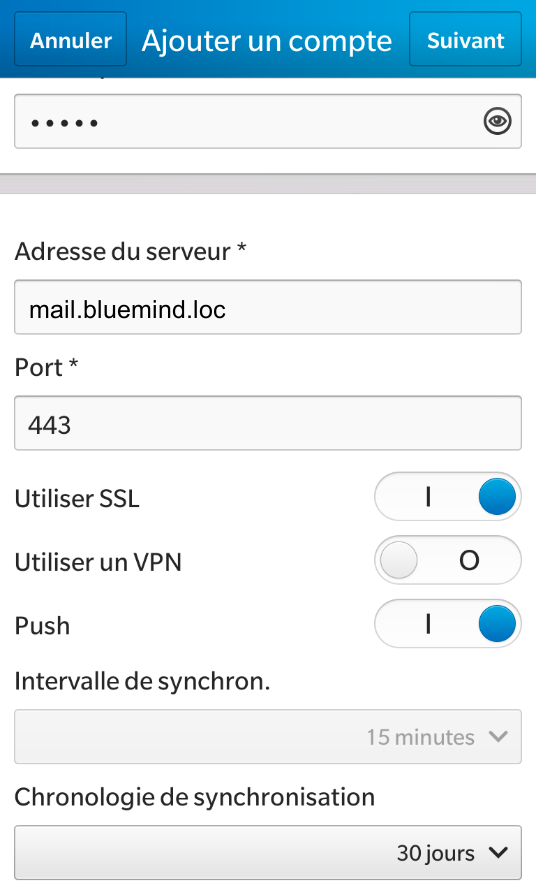 Annuler Ajouter un compte Suivant
•••••
Adresse du serveur *
mail.bluemind.loc
Port *
443
Utiliser SSL I
Utiliser un VPN O
Push I
Intervalle de synchron.
15 minutes
Chronologie de synchronisation
30 jours